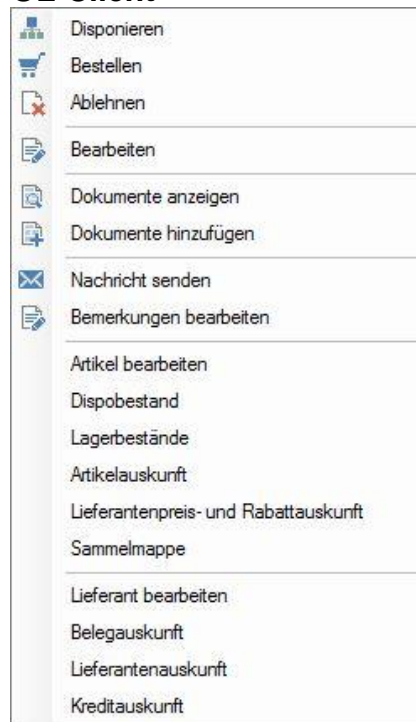 Disponieren
Bestellen
Ablehnen
Bearbeiten
Dokumente anzeigen
Dokumente hinzufügen
Nachricht senden
Bemerkungen bearbeiten
Artikel bearbeiten
Dispobestand
Lagerbestände
Artikelauskunft
Lieferantenpreis- und Rabattauskunft
Sammelmappe
Lieferant bearbeiten
Belegauskunft
Lieferantenauskunft
Kreditauskunft